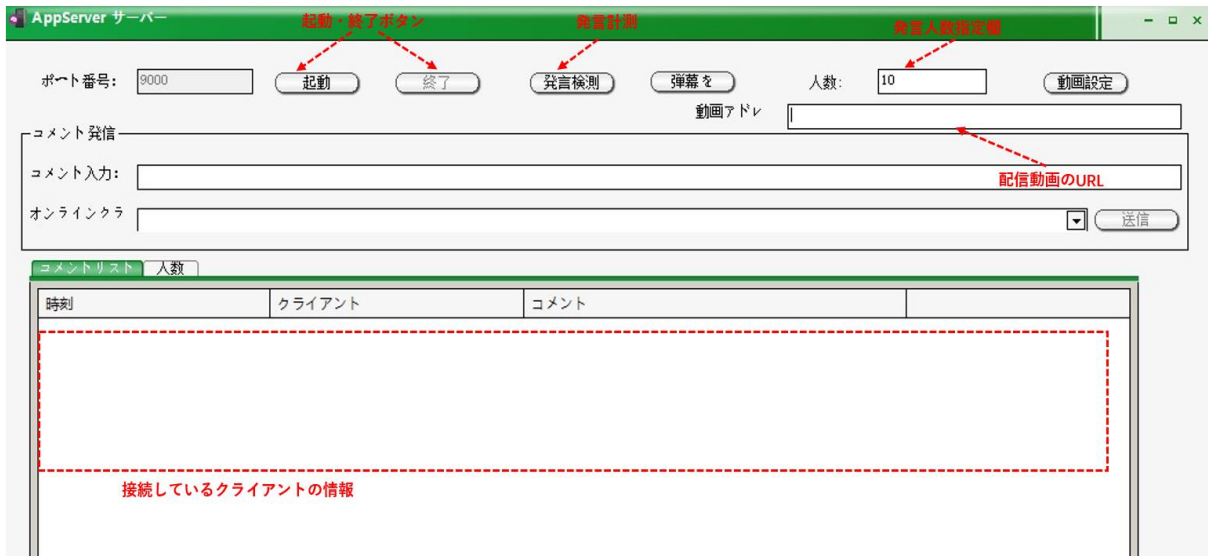 AppServer サーバー
起動・終了ボタン
発言計測
発言人数指定欄
ポート番号:
9000
起動
終了
発言検測
弾幕を
人数:
10
動画設定
動画アドレ
コメント発信
コメント入力:
配信動画のURL
オンラインクラ
送信
コメントリスト
人数
時刻
クライアント
コメント
接続しているクライアントの情報